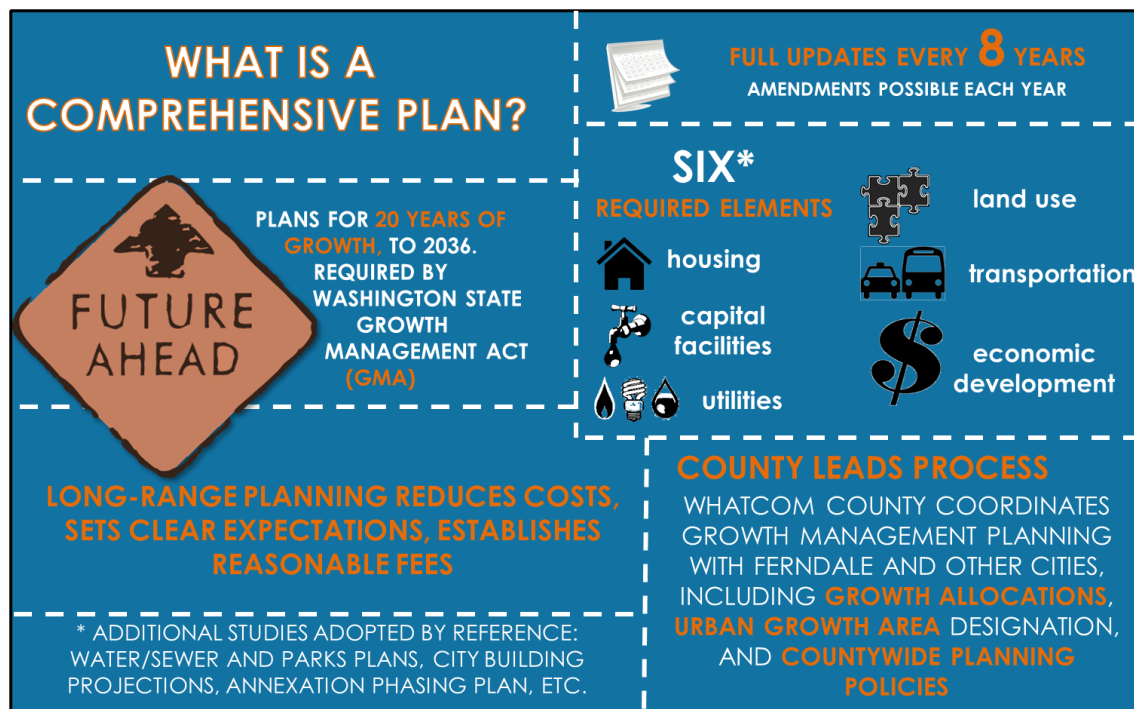 WHAT IS A
COMPREHENSIVE PLAN?
FULL UPDATES EVERY 8 YEARS
AMENDMENTS POSSIBLE EACH YEAR
FUTURE
AHEAD
PLANS FOR 20 YEARS OF
GROWTH, TO 2036.
REQUIRED BY
WASHINGTON STATE
GROWTH
MANAGEMENT ACT
(GMA)
SIX*
REQUIRED ELEMENTS
housing
capital
facilities
utilities
land use
transportation
$
economic
development
LONG-RANGE PLANNING REDUCES COSTS,
SETS CLEAR EXPECTATIONS, ESTABLISHES
REASONABLE FEES
COUNTY LEADS PROCESS
WHATCOM COUNTY COORDINATES
GROWTH MANAGEMENT PLANNING
WITH FERNDALE AND OTHER CITIES,
INCLUDING GROWTH ALLOCATIONS,
URBAN GROWTH AREA DESIGNATION,
AND COUNTYWIDE PLANNING
POLICIES
* ADDITIONAL STUDIES ADOPTED BY REFERENCE:
WATER/SEWER AND PARKS PLANS, CITY BUILDING
PROJECTIONS, ANNEXATION PHASING PLAN, ETC.